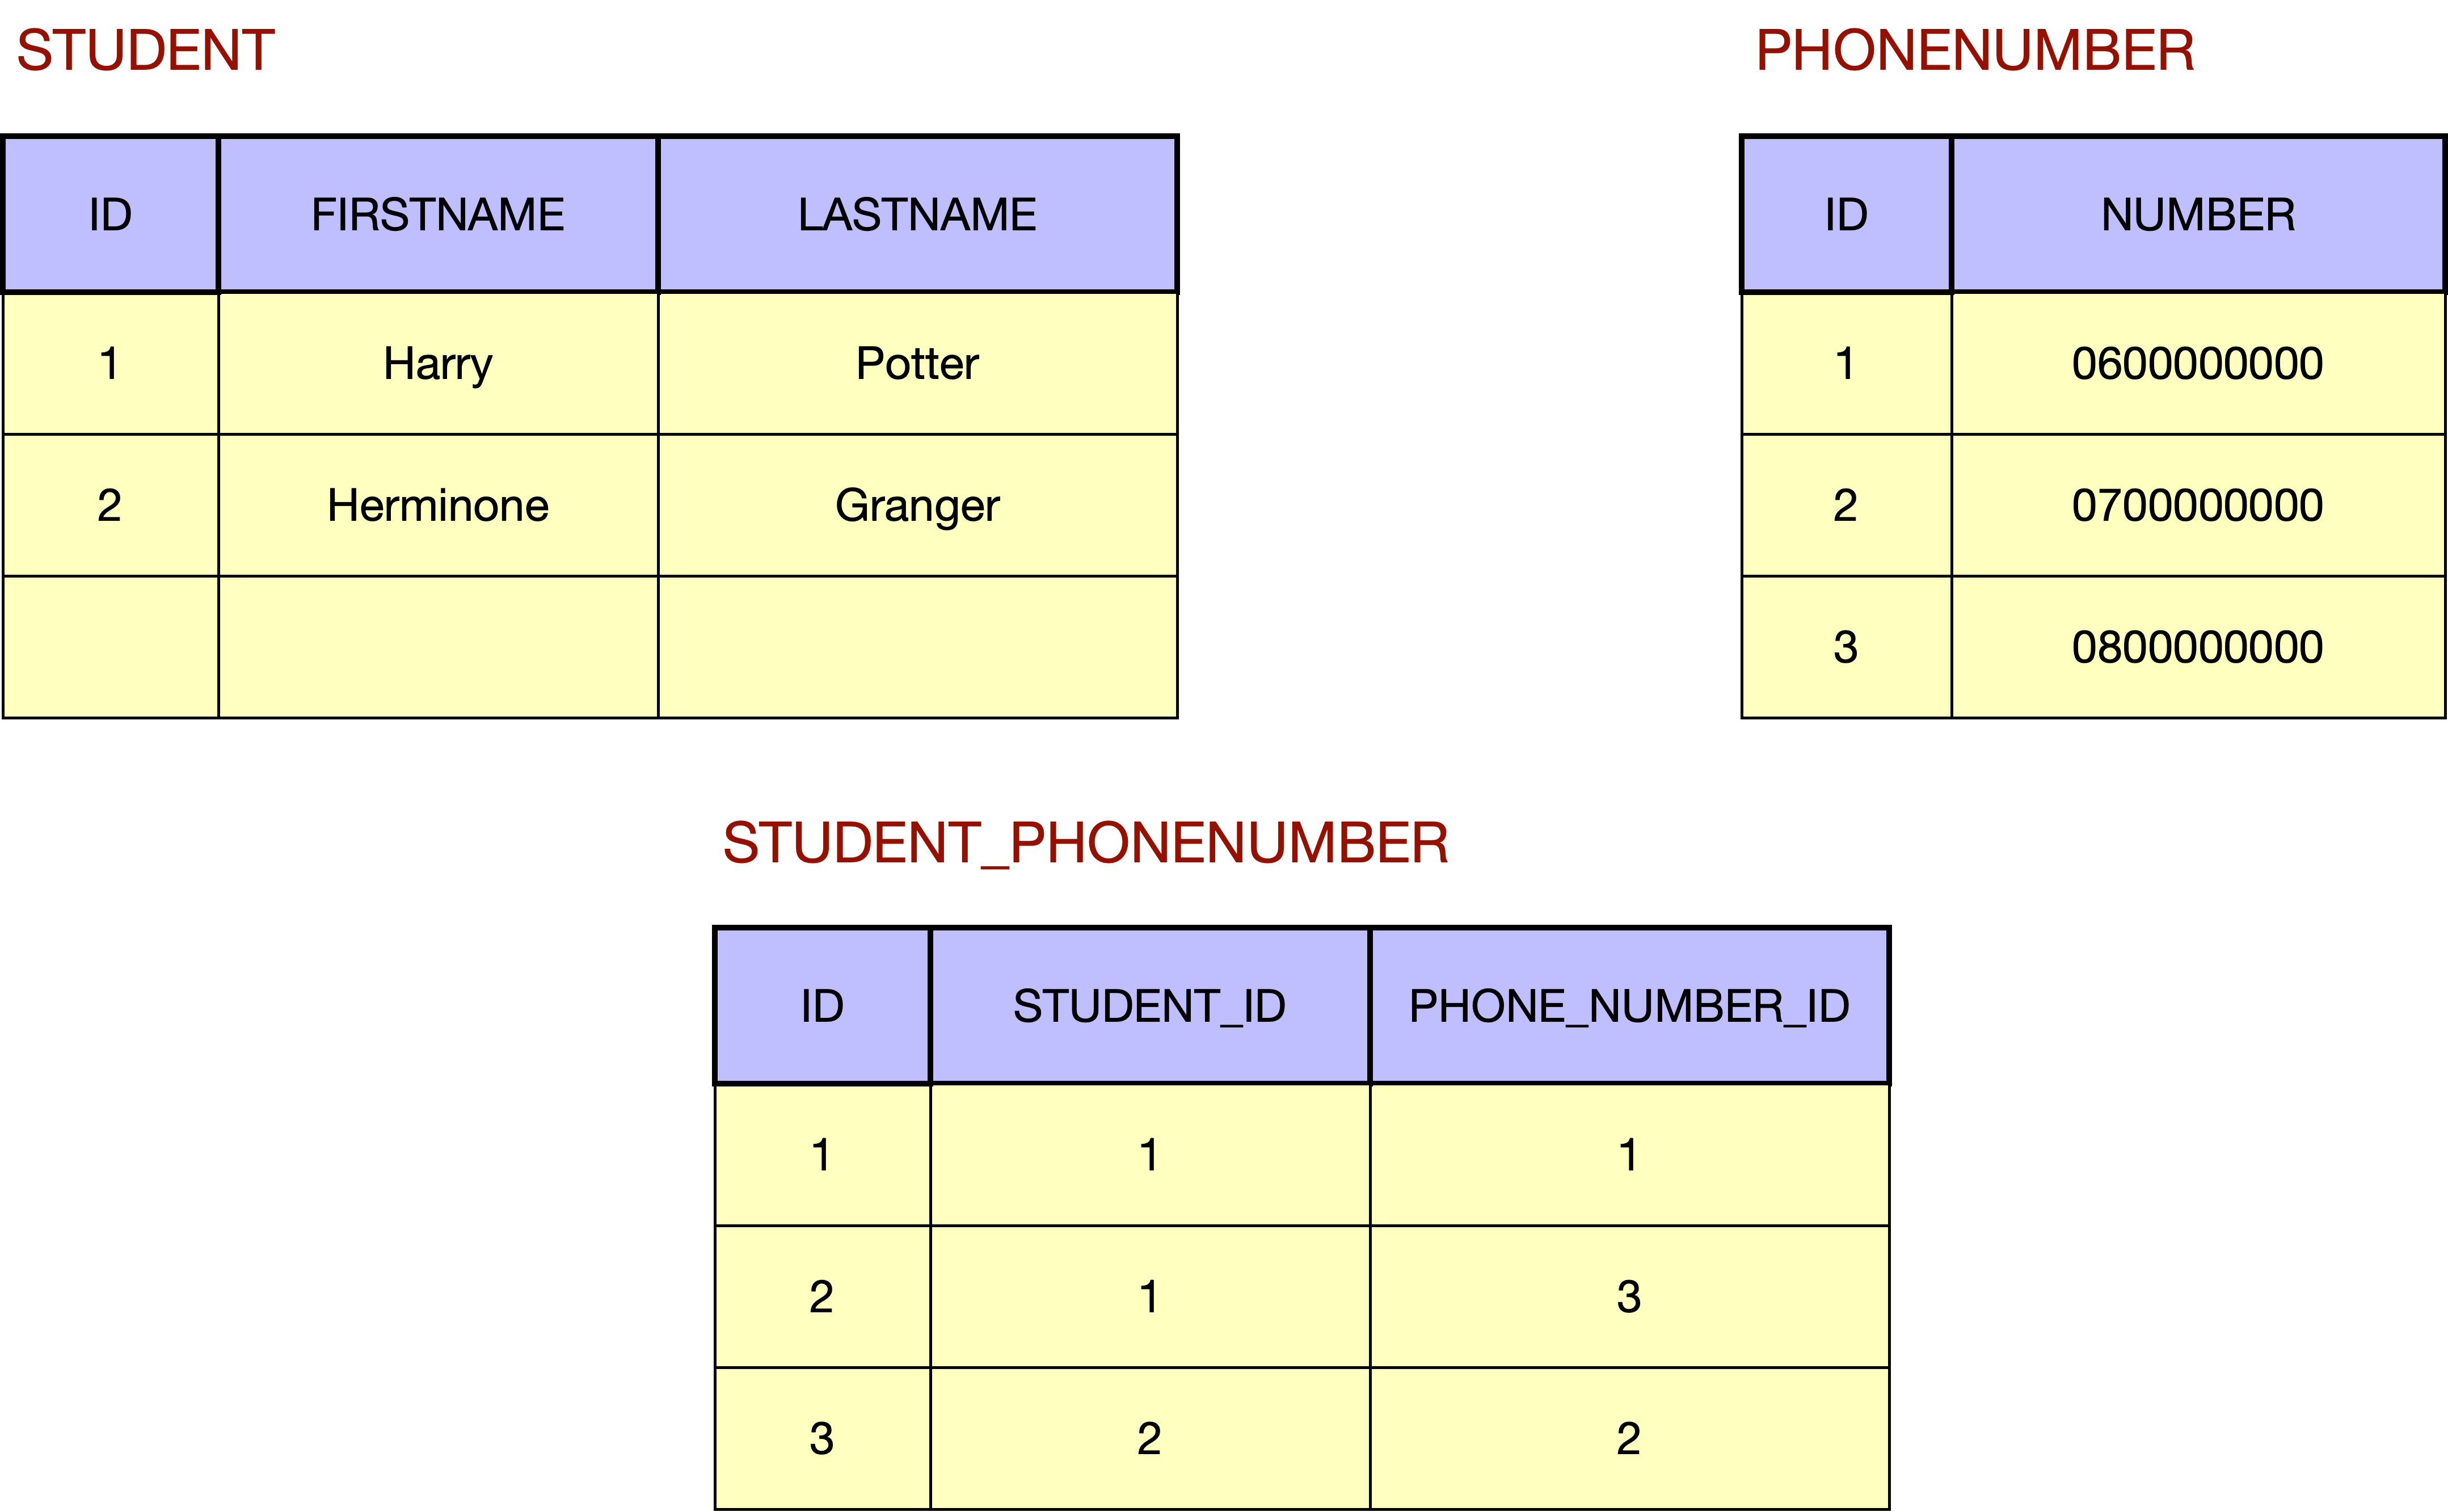 STUDENT
ID FIRSTNAME LASTNAME
1 Harry Potter
2 Herminone Granger
PHONENUMBER
ID NUMBER
1 0600000000
2 0700000000
3 0800000000
STUDENT_PHONENUMBER
ID STUDENT_ID PHONE_NUMBER_ID
1 1 1
2 1 3
3 2 2